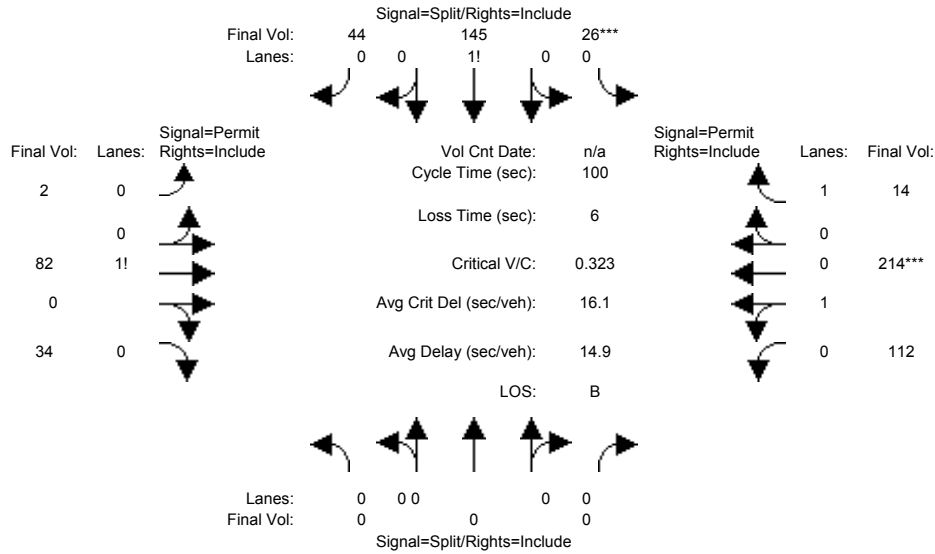 Signal=Split/Rights=Include
Final Vol: 44 145 26***
Lanes: 0 0 1! 0 0
Signal=Permit Signal=Permit
Final Vol: Lanes: Rights=Include Vol Cnt Date: n/a Rights=Include Lanes: Final Vol:
Cycle Time (sec): 100
2 0 1 14
Loss Time (sec): 6
0 0
82 1! Critical V/C: 0.323 0 214***
0 Avg Crit Del (sec/veh): 16.1 1
34 0 Avg Delay (sec/veh): 14.9 0 112
LOS: B
Lanes: 0 0 0 0 0
Final Vol: 0 0 0
Signal=Split/Rights=Include